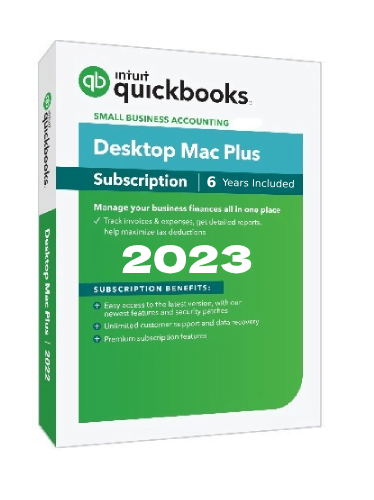 intuit
quickbooks.
SMALL BUSINESS ACCOUNTING
Desktop Mac Plus
Subscription | 6 Years Included
Manage your business finances all in one place
✓ Track invoices & expenses, get detailed reports,
help maximize tax deductions
2023
SUBSCRIPTION BENEFITS:
+ Easy access to the latest version, with our
newest features and security patches
+ Unlimited customer support and data recovery
+ Premium subscription features
qb
intuit
quickbooks.
Desktop Mac Plus | 2022